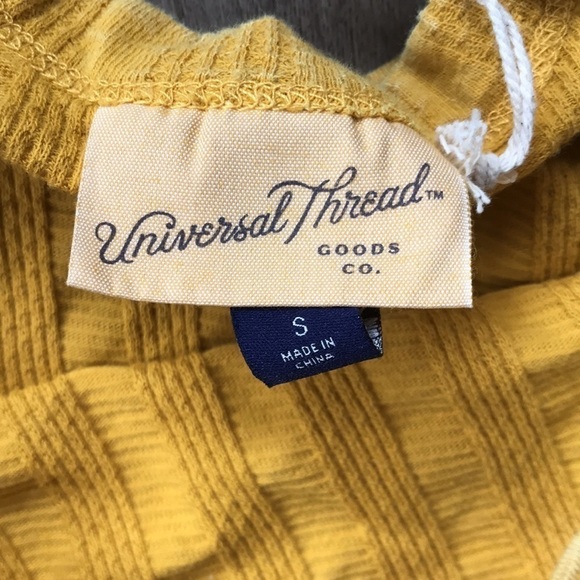 Universal Thread™
GOODS
CO.
S
MADE IN
CHINA